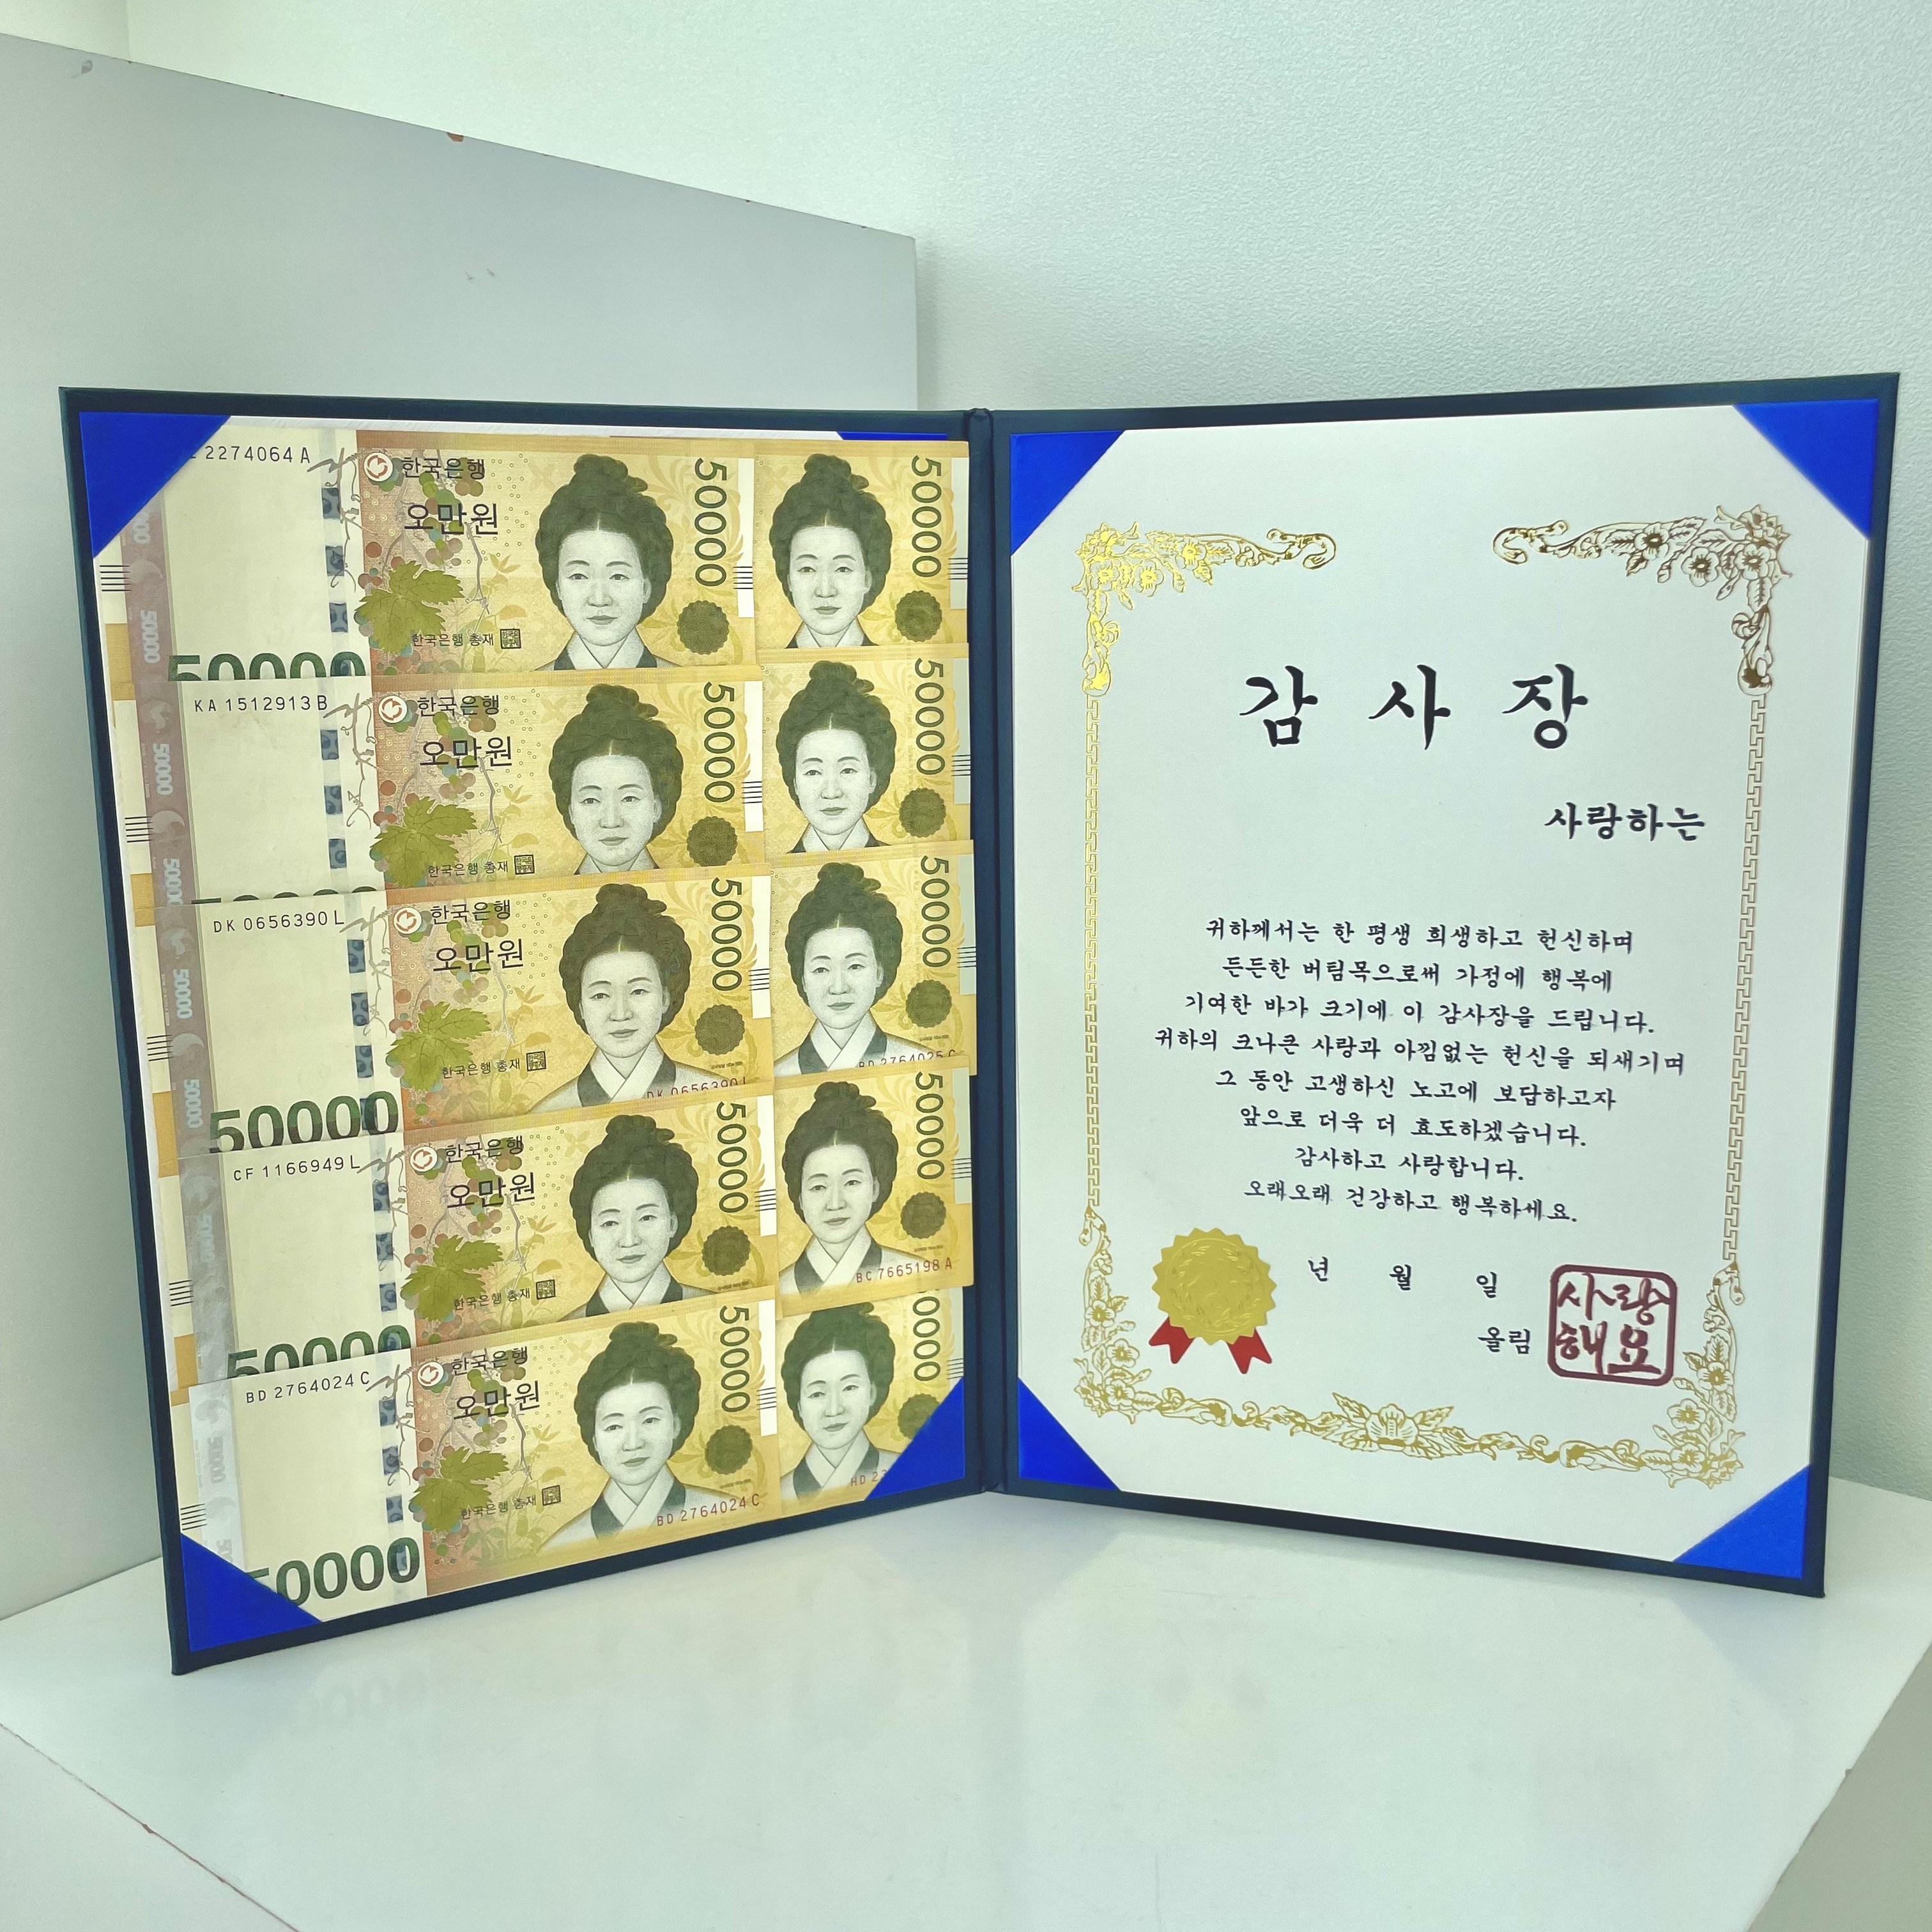 2274064 A
한국은행
오만원
50000
50000
한국은행 총재
50000
50000
KA 1512913 B
한국은행
오만원
50000
50000
한국은행 총재
50000
DK 0656390 L
한국은행
오만원
50000
50000
한국은행 총재
DK 0656390 L
BD 2764025 C
50000
50000
CF 1166949 L
한국은행
오만원
50000
50000
한국은행 총재
BC 7665198 A
50000
BD 2764024 C
한국은행
오만원
50000
0000
한국은행 총재
BD 2764024 C
50000
50000
감 사 장
사랑하는
귀하께서는 한 평생 희생하고 헌신하며
든든한 버팀목으로써 가정에 행복에
기여한 바가 크기에 이 감사장을 드립니다.
귀하의 크나큰 사랑과 아낌없는 헌신을 되새기며
그 동안 고생하신 노고에 보답하고자
앞으로 더욱 더 효도하겠습니다.
감사하고 사랑합니다.
오래오래 건강하고 행복하세요.
년 월 일
올림
사랑
해요